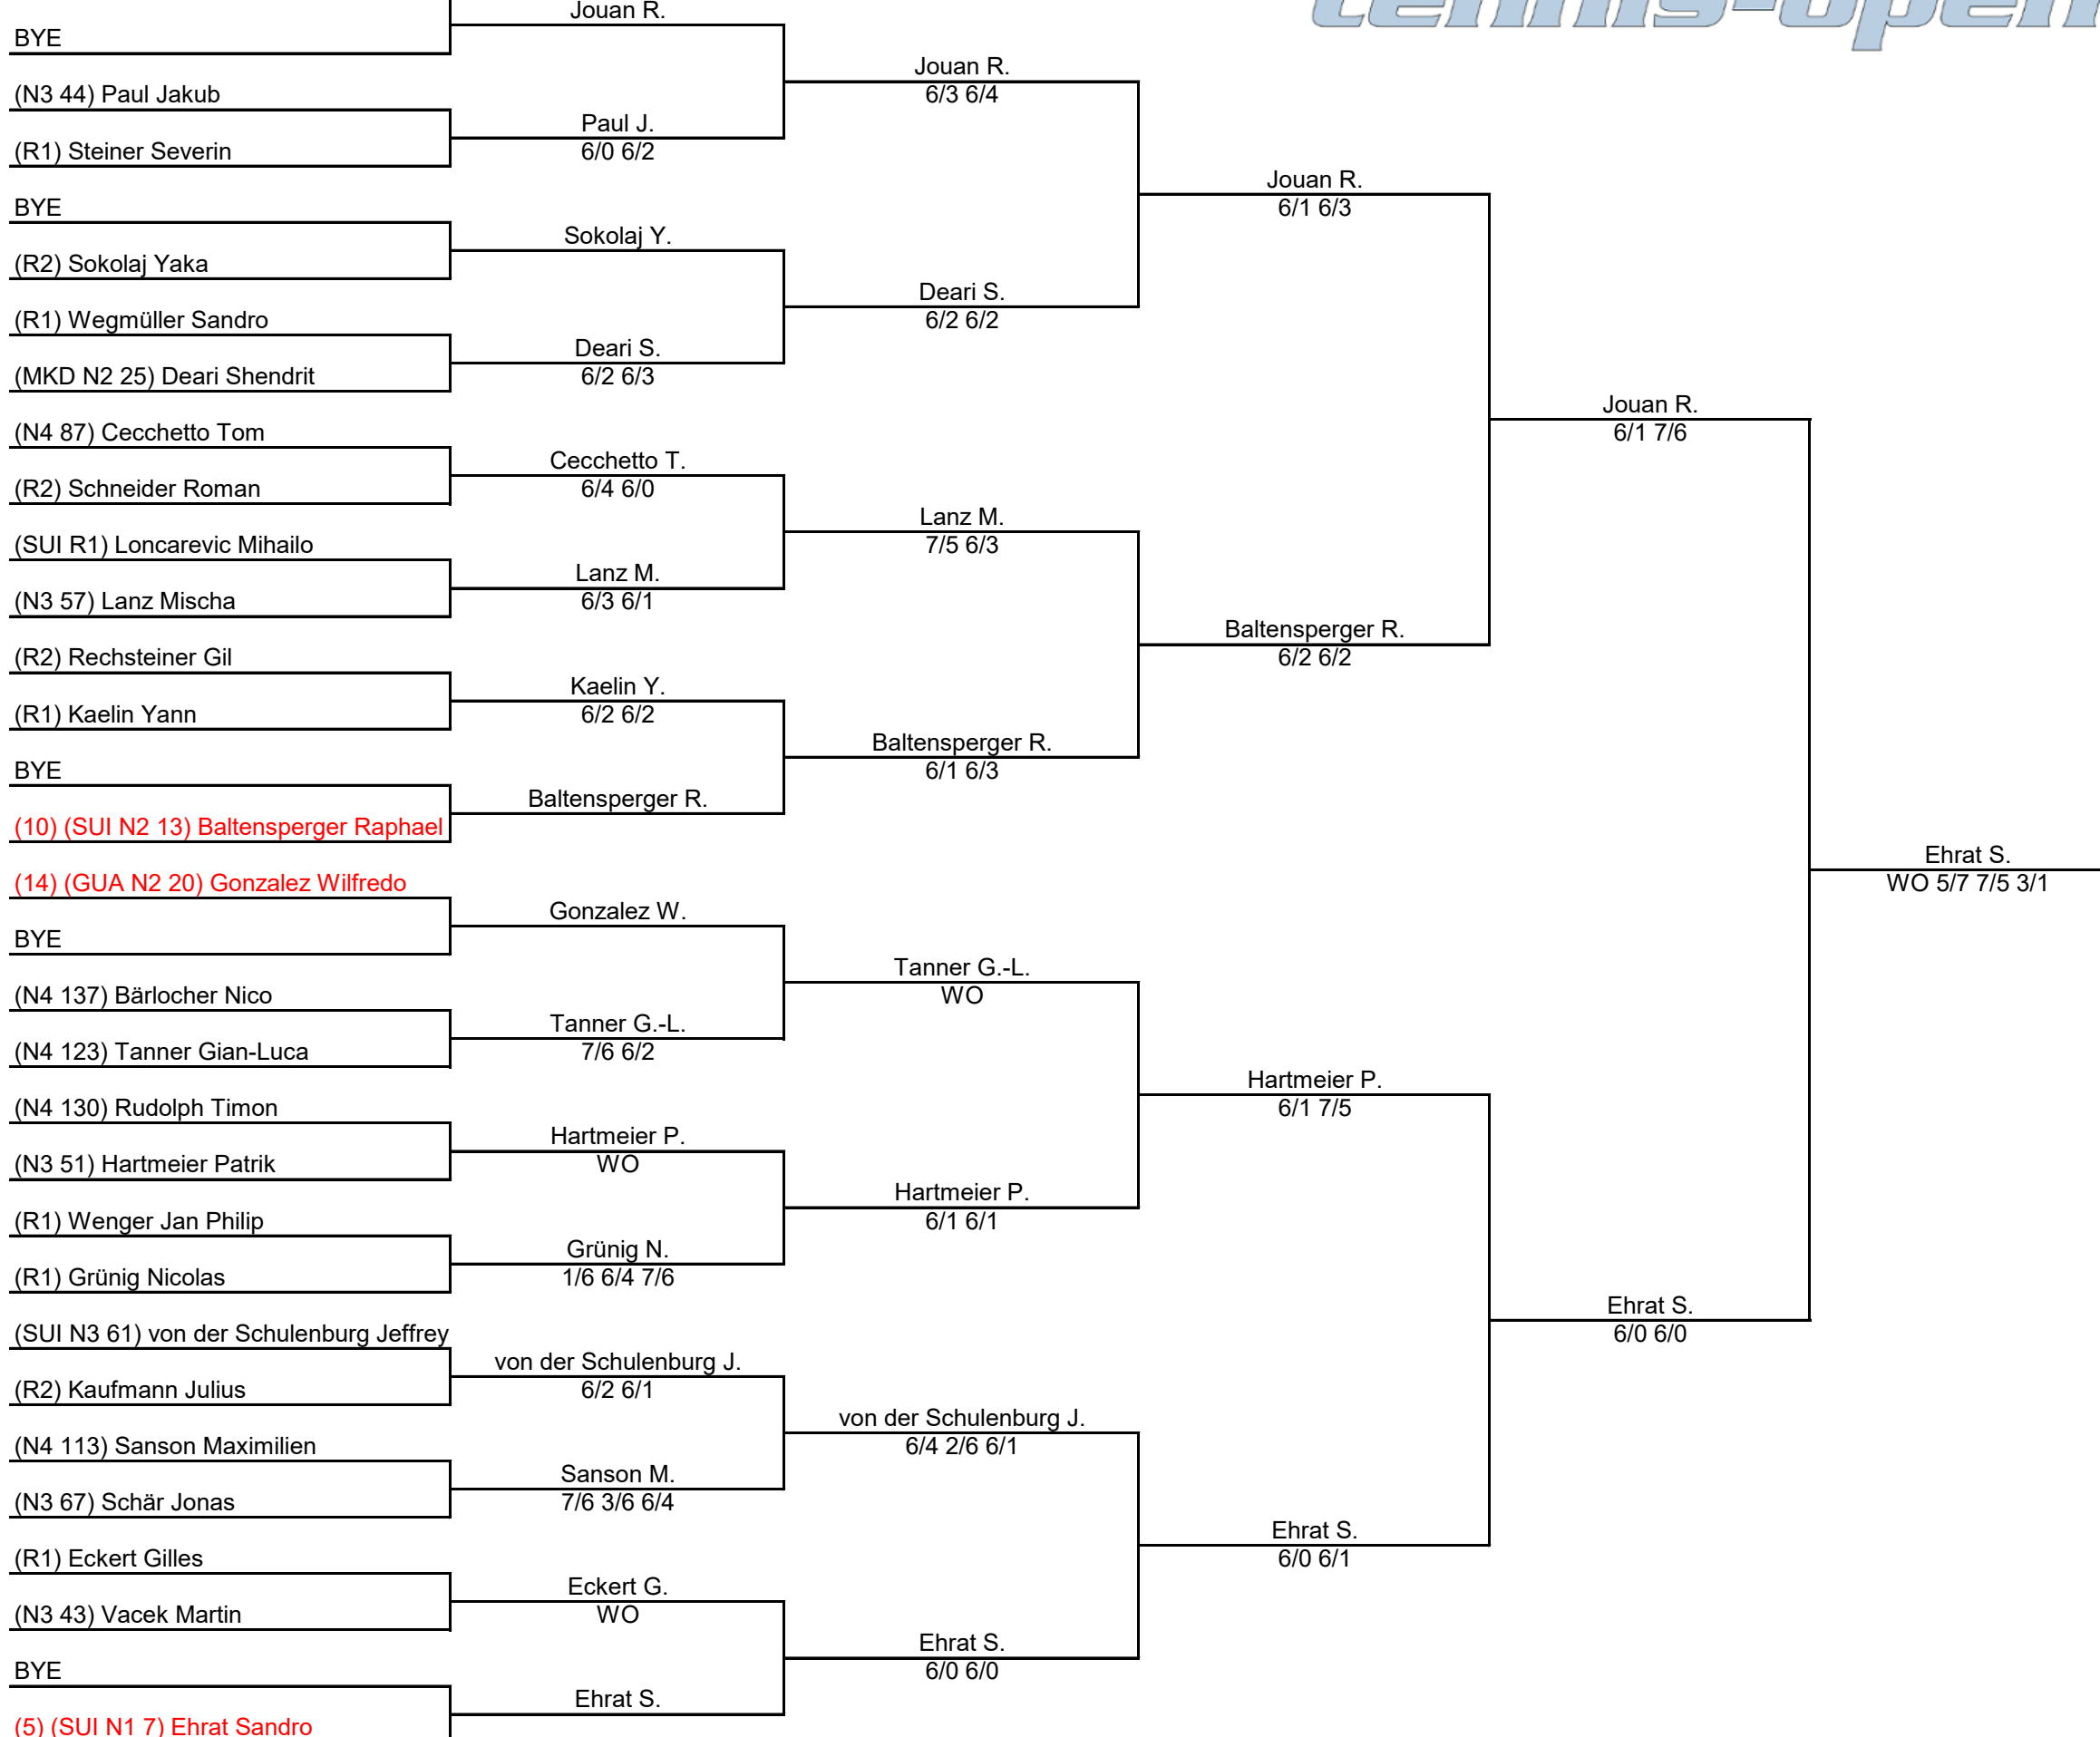 tennis-open
Jouan R.
BYE
(N3 44) Paul Jakub
Paul J.
6/0 6/2
(R1) Steiner Severin
Jouan R.
6/3 6/4
BYE
Sokolaj Y.
(R2) Sokolaj Yaka
(R1) Wegmüller Sandro
Deari S.
6/2 6/3
(MKD N2 25) Deari Shendrit
Deari S.
6/2 6/2
Jouan R.
6/1 6/3
(N4 87) Cecchetto Tom
Cecchetto T.
6/4 6/0
(R2) Schneider Roman
(SUI R1) Loncarevic Mihailo
Lanz M.
6/3 6/1
(N3 57) Lanz Mischa
Lanz M.
7/5 6/3
(R2) Rechsteiner Gil
Kaelin Y.
6/2 6/2
(R1) Kaelin Yann
BYE
Baltensperger R.
(10) (SUI N2 13) Baltensperger Raphael
Baltensperger R.
6/1 6/3
Baltensperger R.
6/2 6/2
Jouan R.
6/1 7/6
(14) (GUA N2 20) Gonzalez Wilfredo
Gonzalez W.
BYE
(N4 137) Bärlocher Nico
Tanner G.-L.
7/6 6/2
(N4 123) Tanner Gian-Luca
Tanner G.-L.
WO
(N4 130) Rudolph Timon
Hartmeier P.
WO
(N3 51) Hartmeier Patrik
(R1) Wenger Jan Philip
Grünig N.
1/6 6/4 7/6
(R1) Grünig Nicolas
Hartmeier P.
6/1 6/1
Hartmeier P.
6/1 7/5
(SUI N3 61) von der Schulenburg Jeffrey
von der Schulenburg J.
6/2 6/1
(R2) Kaufmann Julius
(N4 113) Sanson Maximilien
Sanson M.
7/6 3/6 6/4
(N3 67) Schär Jonas
von der Schulenburg J.
6/4 2/6 6/1
(R1) Eckert Gilles
Eckert G.
WO
(N3 43) Vacek Martin
BYE
Ehrat S.
(5) (SUI N1 7) Ehrat Sandro
Ehrat S.
6/0 6/0
Ehrat S.
6/0 6/1
Ehrat S.
6/0 6/0
Ehrat S.
WO 5/7 7/5 3/1